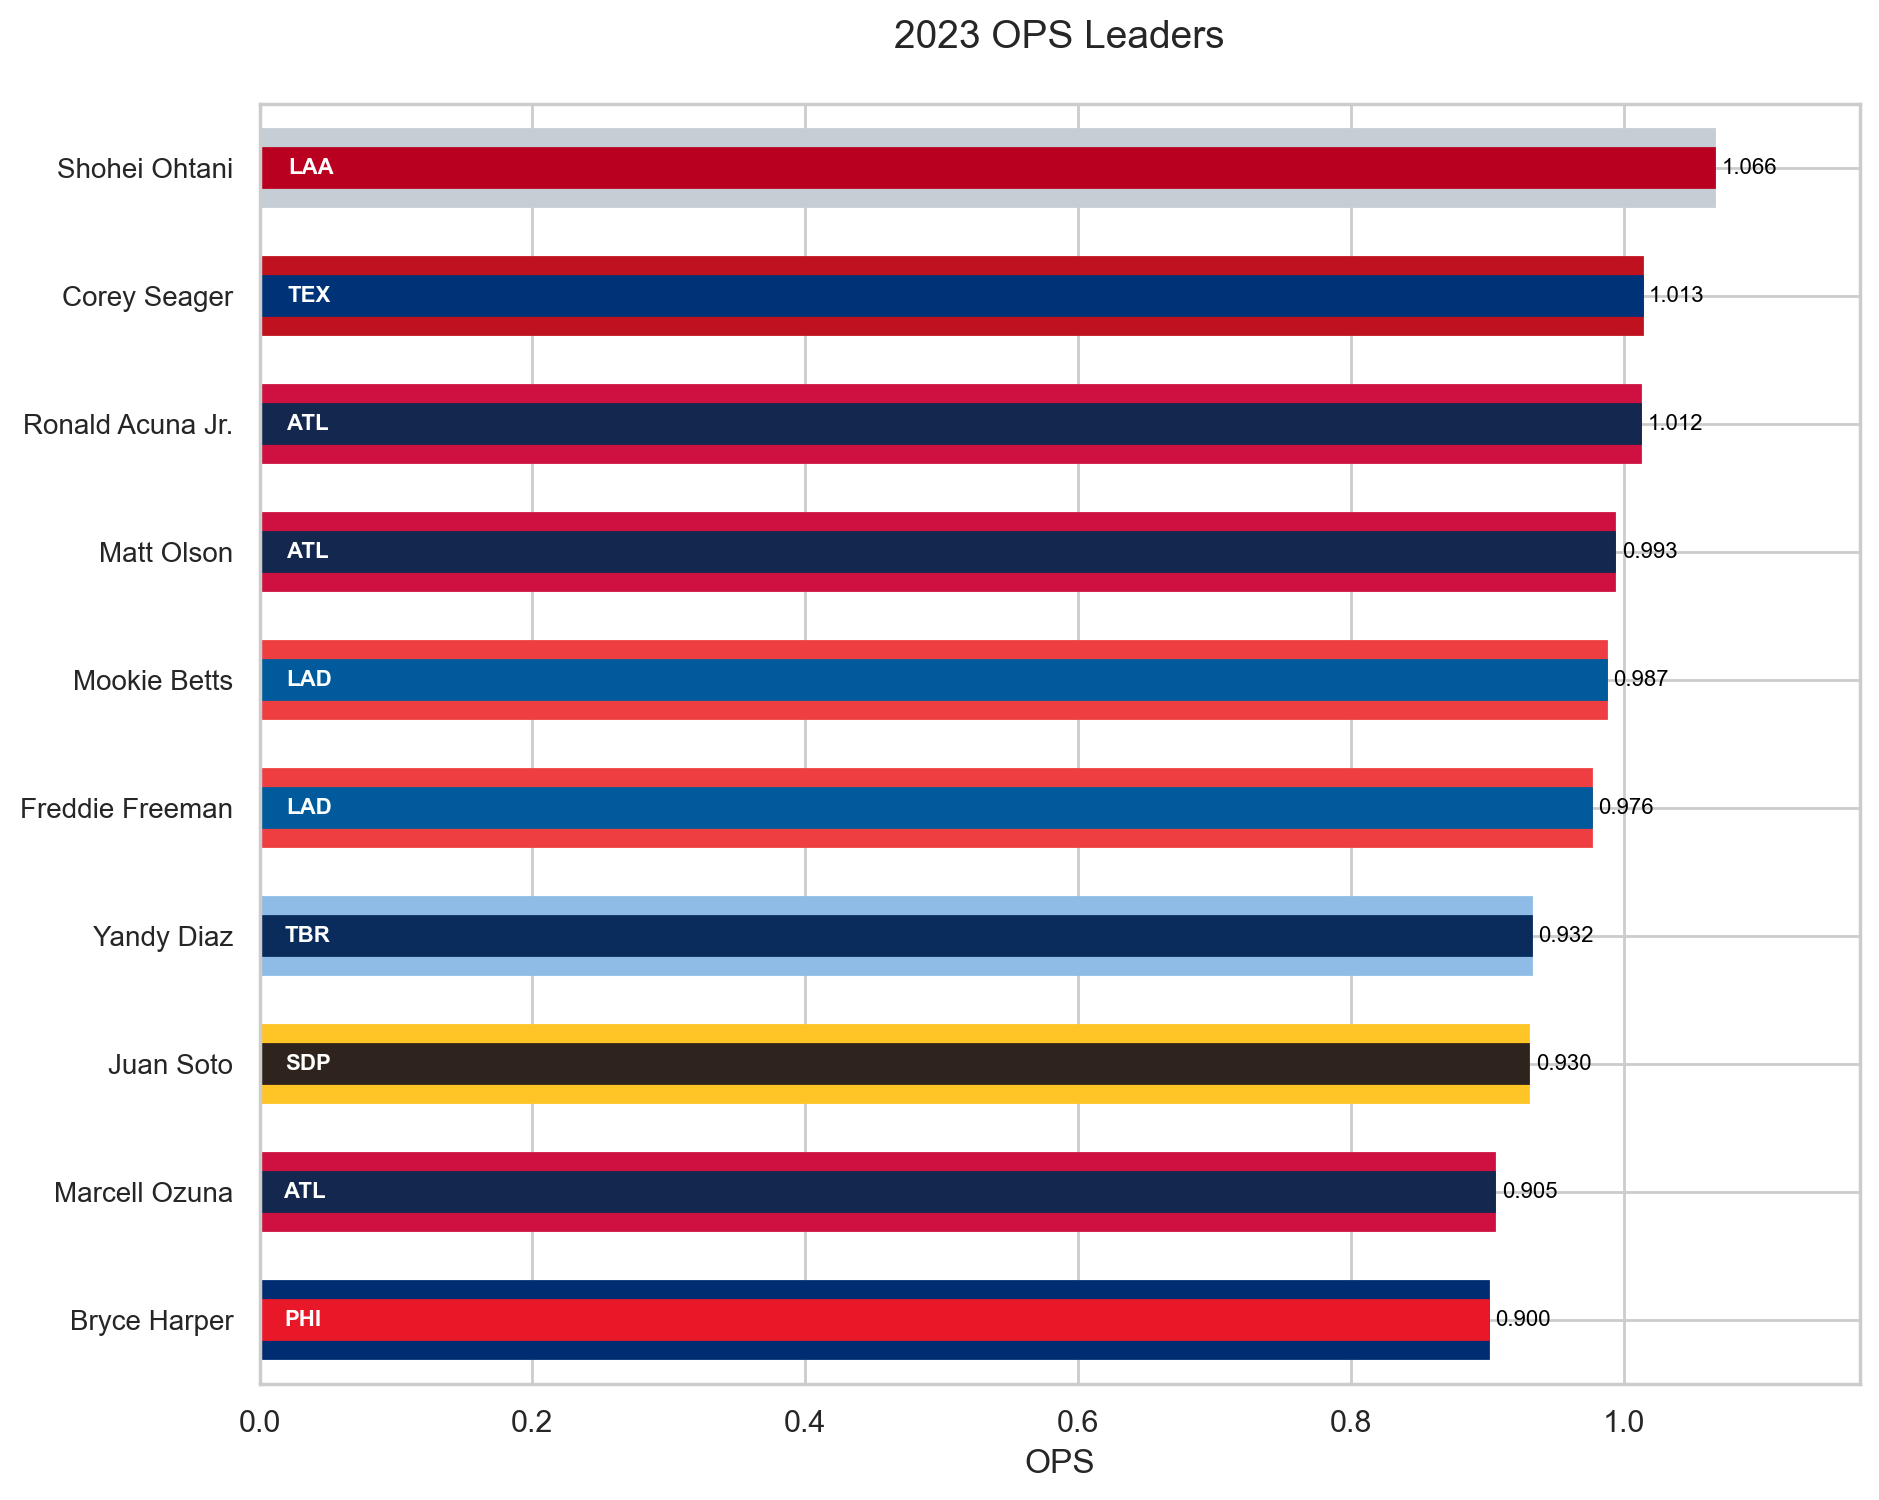 2023 OPS Leaders
Shohei Ohtani LAA 1.066
Corey Seager TEX 1.013
Ronald Acuna Jr. ATL 1.012
Matt Olson ATL 0.993
Mookie Betts LAD 0.987
Freddie Freeman LAD 0.976
Yandy Diaz TBR 0.932
Juan Soto SDP 0.930
Marcell Ozuna ATL 0.905
Bryce Harper PHI 0.900
0.0 0.2 0.4 0.6 0.8 1.0
OPS